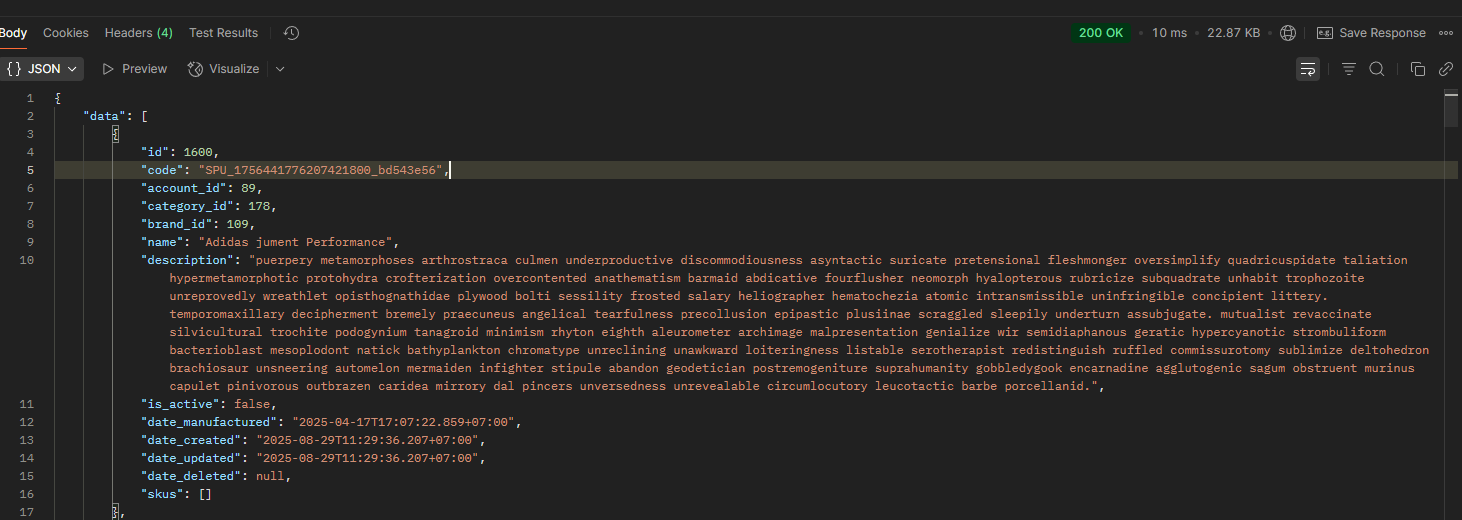 Body Cookies Headers (4) Test Results 200 OK • 10 ms • 22.87 KB • Save Response
{} JSON Preview Visualize
1 {
2 "data": [
3 {
4 "id": 1600,
5 "code": "SPU_1756441776207421800_bd543e56",
6 "account_id": 89,
7 "category_id": 178,
8 "brand_id": 109,
9 "name": "Adidas jument Performance",
10 "description": "puerpery metamorphoses arthrostraca culmen underproductive discommodiousness asyntactic suricate pretensional fleshmonger oversimplify quadricuspidate taliation
hypermetamorphotic protohydra crofterization overcontented anathematism barmaid abdicative fourflusher neomorph hyalopterous rubricize subquadrate unhabit trophozoite
unreprovedly wreathlet opisthognathidae plywood bolti sessility frosted salary heliographer hematochezia atomic intransmissible uninfringible concipient littery.
temporomaxillary decipherment bremely praecuneus angelical tearfulness precollusion epipastic plusiinae scraggled sleepily underturn assubjugate. mutualist revaccinate
silvicultural trochite podogynium tanagroid minimism rhyton eighth aleurometer archimage malpresentation genialize wir semidiaphanous geratic hypercyanotic strombuliform
bacterioblast mesoplodont natick bathyplankton chromatype unreclining unawkward loiteringness listable serotherapist redistinguish ruffled commissurotomy sublimize deltohedron
brachiosaur unsneering automelon mermaiden infighter stipule abandon geodetician postremogeniture suprahumanity gobbledygook encarnadine agglutogenic sagum obstruent murinus
capulet pinivorous outbrazen caridea mirrory dal pincers unversedness unrevealable circumlocutory leucotactic barbe porcellanid.",
11 "is_active": false,
12 "date_manufactured": "2025-04-17T17:07:22.859+07:00",
13 "date_created": "2025-08-29T11:29:36.207+07:00",
14 "date_updated": "2025-08-29T11:29:36.207+07:00",
15 "date_deleted": null,
16 "skus": []
17 },